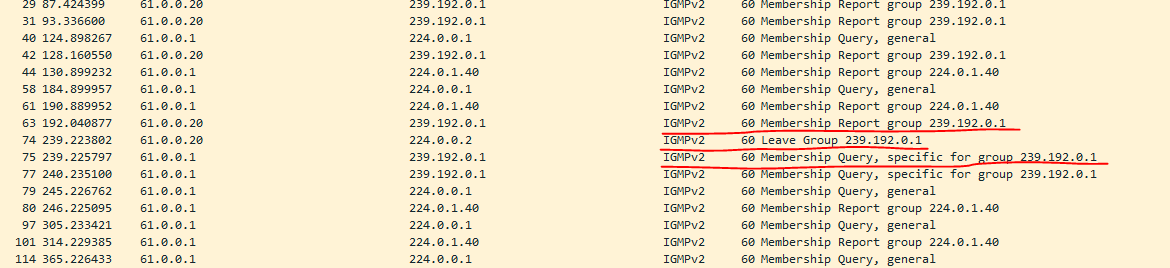 29 87.424399 61.0.0.20 239.192.0.1 IGMPv2 60 Membership Report group 239.192.0.1
31 93.336600 61.0.0.20 239.192.0.1 IGMPv2 60 Membership Report group 239.192.0.1
40 124.898267 61.0.0.1 224.0.0.1 IGMPv2 60 Membership Query, general
42 128.160550 61.0.0.20 239.192.0.1 IGMPv2 60 Membership Report group 239.192.0.1
44 130.899232 61.0.0.1 224.0.1.40 IGMPv2 60 Membership Report group 224.0.1.40
58 184.899957 61.0.0.1 224.0.0.1 IGMPv2 60 Membership Query, general
61 190.889952 61.0.0.1 224.0.1.40 IGMPv2 60 Membership Report group 224.0.1.40
63 192.040877 61.0.0.20 239.192.0.1 IGMPv2 60 Membership Report group 239.192.0.1
74 239.223802 61.0.0.20 224.0.0.2 IGMPv2 60 Leave Group 239.192.0.1
75 239.225797 61.0.0.1 239.192.0.1 IGMPv2 60 Membership Query, specific for group 239.192.0.1
77 240.235100 61.0.0.1 239.192.0.1 IGMPv2 60 Membership Query, specific for group 239.192.0.1
79 245.226762 61.0.0.1 224.0.0.1 IGMPv2 60 Membership Query, general
80 246.225095 61.0.0.1 224.0.1.40 IGMPv2 60 Membership Report group 224.0.1.40
97 305.233421 61.0.0.1 224.0.0.1 IGMPv2 60 Membership Query, general
101 314.229385 61.0.0.1 224.0.1.40 IGMPv2 60 Membership Report group 224.0.1.40
114 365.226433 61.0.0.1 224.0.0.1 IGMPv2 60 Membership Query, general